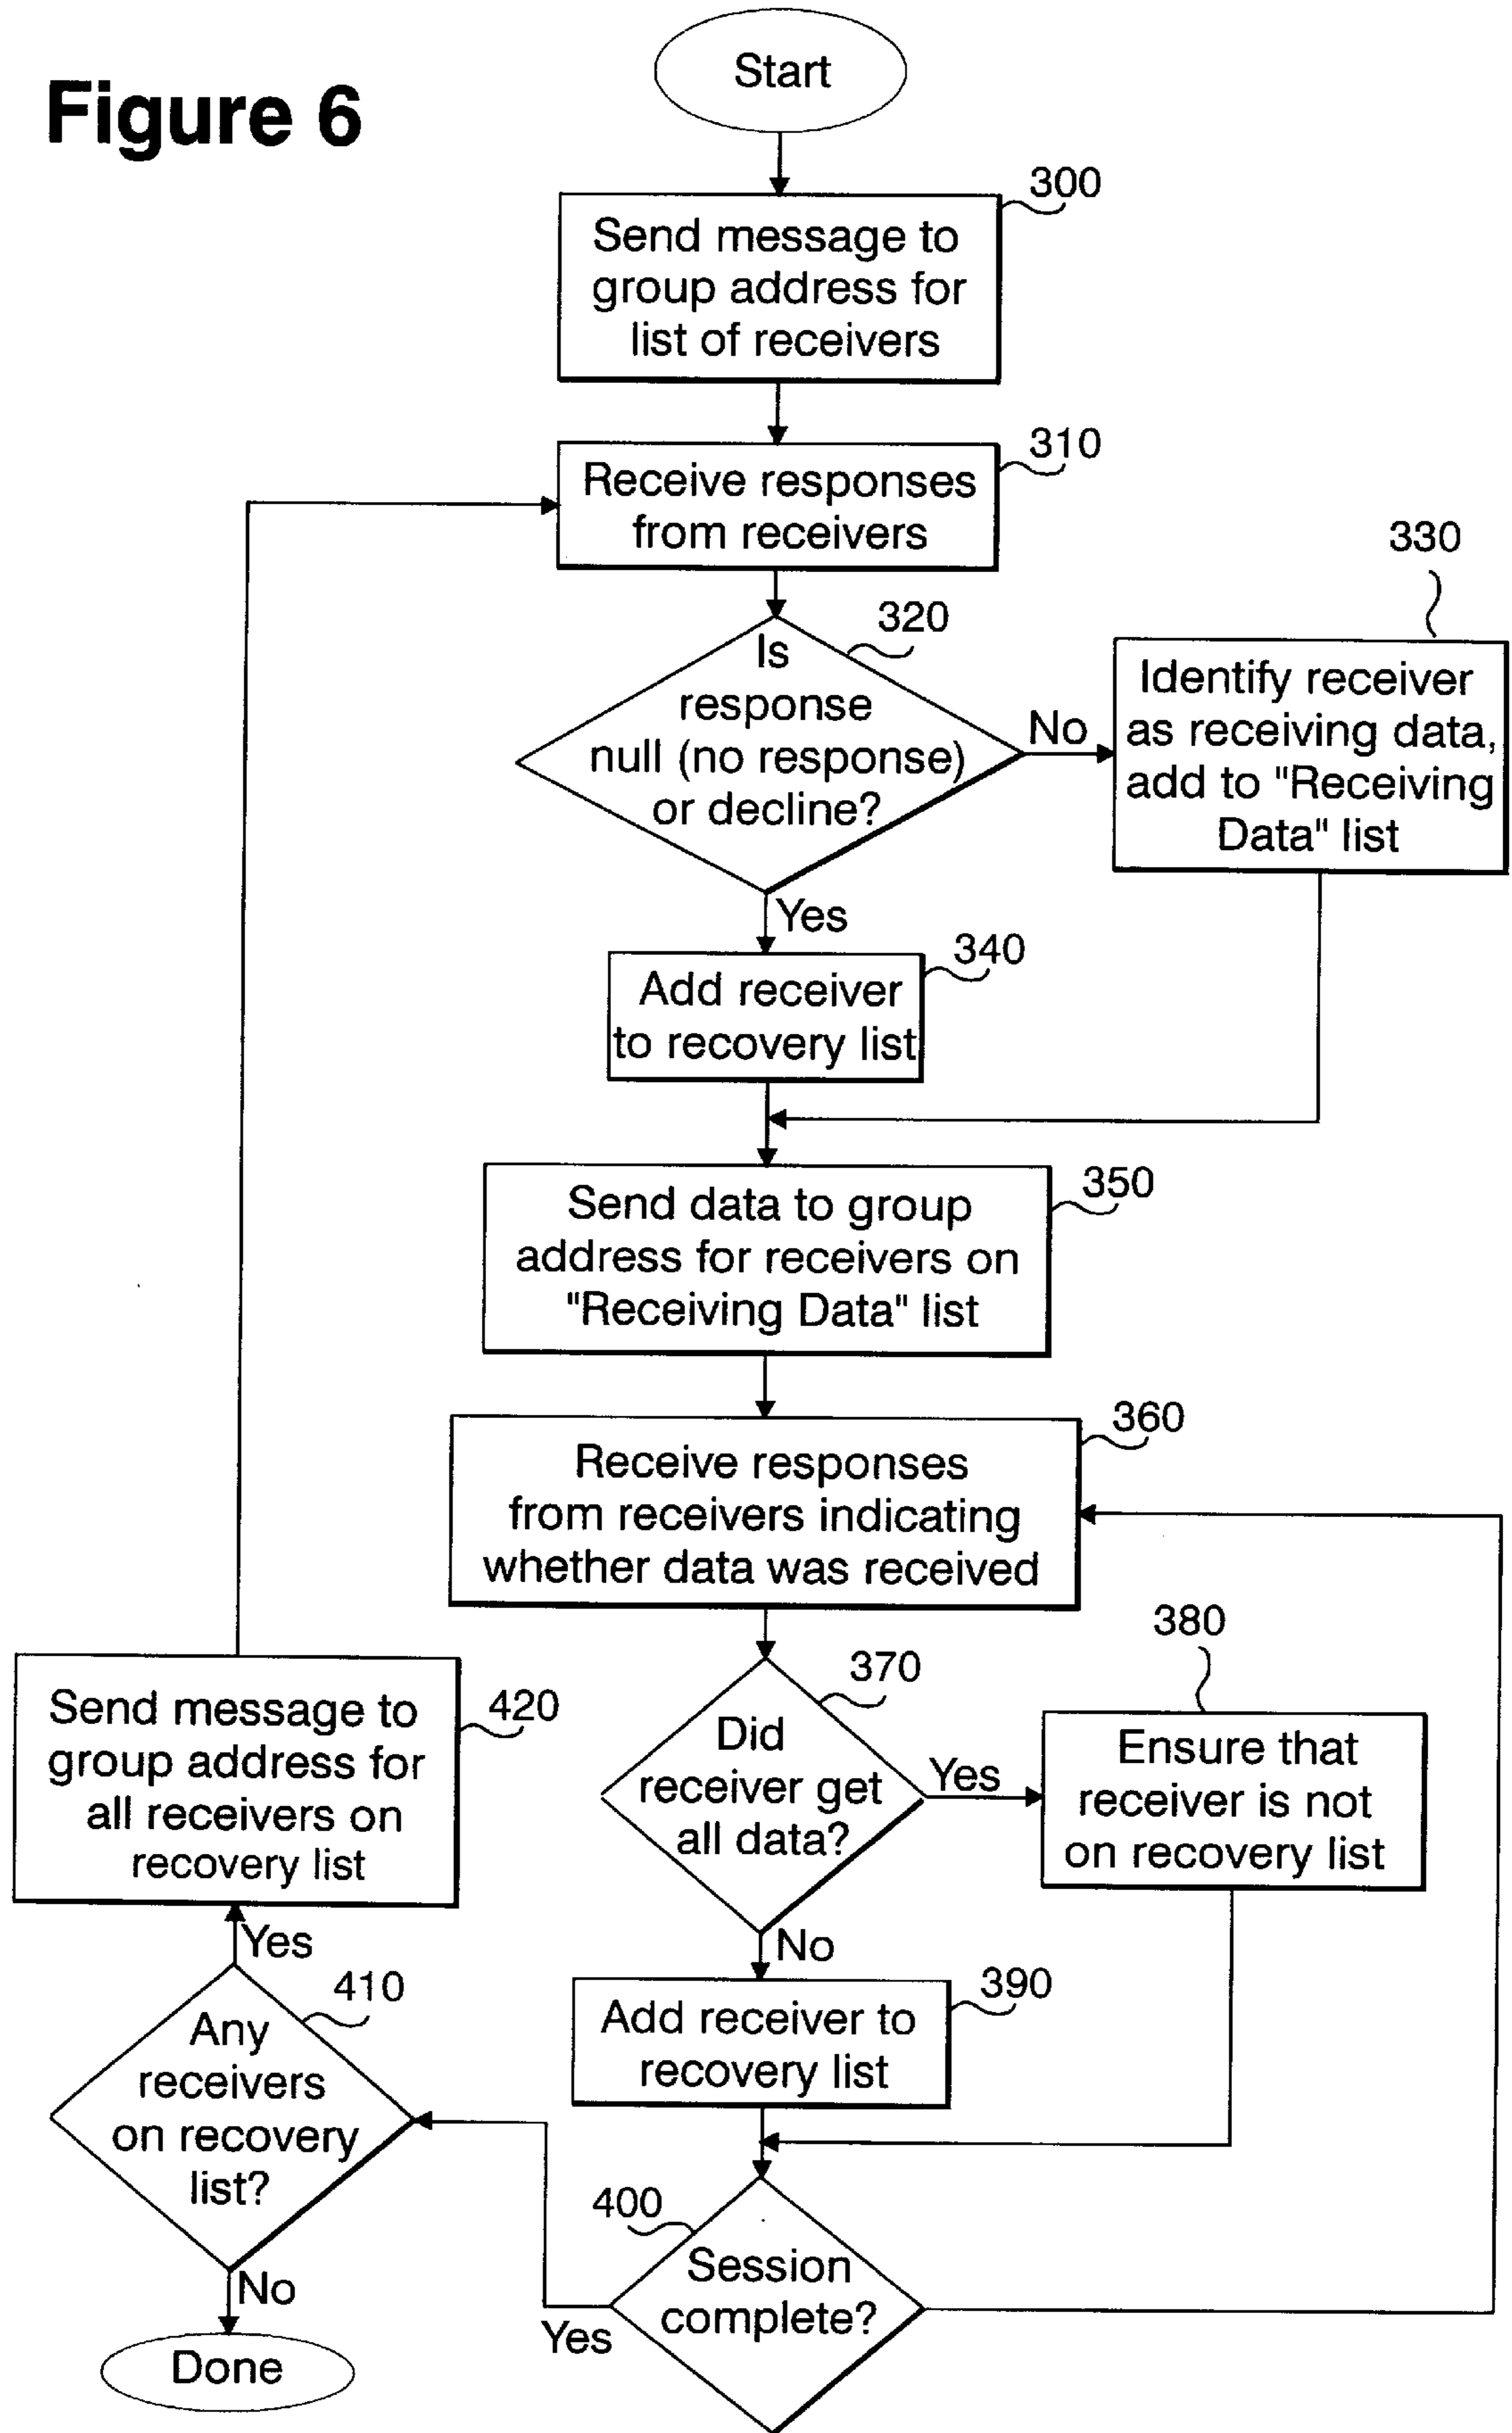 Figure 6
Start
300
Send message to
group address for
list of receivers
310
Receive responses
from receivers
320
Is
response
null (no response)
or decline?
No
330
Identify receiver
as receiving data,
add to "Receiving
Data" list
Yes
340
Add receiver
to recovery list
350
Send data to group
address for receivers on
"Receiving Data" list
360
Receive responses
from receivers indicating
whether data was received
370
Did
receiver get
all data?
Yes
380
Ensure that
receiver is not
on recovery list
No
390
Add receiver to
recovery list
400
Session
complete?
Yes
410
Any
receivers
on recovery
list?
Yes
420
Send message to
group address for
all receivers on
recovery list
No
Done